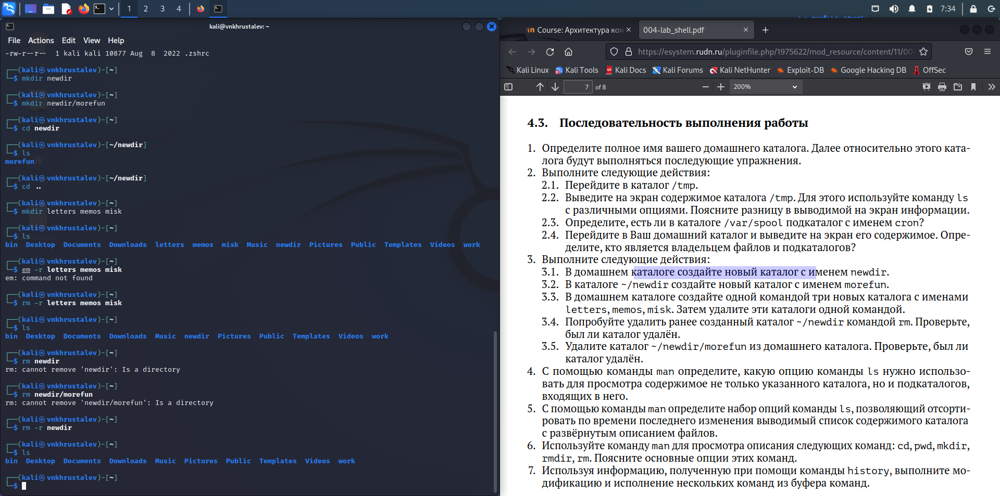 1 2 3 4
7:34
kali@vnkhrustalev: ~
File Actions Edit View Help
-rw-r--r-- 1 kali kali 10877 Aug 8 2022 .zshrc
┌──(kali㉿vnkhrustalev)-[~]
└─$ mkdir newdir
┌──(kali㉿vnkhrustalev)-[~]
└─$ mkdir newdir/morefun
┌──(kali㉿vnkhrustalev)-[~]
└─$ cd newdir
┌──(kali㉿vnkhrustalev)-[~/newdir]
└─$ ls
morefun
┌──(kali㉿vnkhrustalev)-[~/newdir]
└─$ cd ..
┌──(kali㉿vnkhrustalev)-[~]
└─$ mkdir letters memos misk
┌──(kali㉿vnkhrustalev)-[~]
└─$ ls
bin Desktop Documents Downloads letters memos misk Music newdir Pictures Public Templates Videos work
┌──(kali㉿vnkhrustalev)-[~]
└─$ em -r letters memos misk
em: command not found
┌──(kali㉿vnkhrustalev)-[~]
└─$ rm -r letters memos misk
┌──(kali㉿vnkhrustalev)-[~]
└─$ ls
bin Desktop Documents Downloads Music newdir Pictures Public Templates Videos work
┌──(kali㉿vnkhrustalev)-[~]
└─$ rm newdir
rm: cannot remove 'newdir': Is a directory
┌──(kali㉿vnkhrustalev)-[~]
└─$ rm newdir/morefun
rm: cannot remove 'newdir/morefun': Is a directory
┌──(kali㉿vnkhrustalev)-[~]
└─$ rm -r newdir
┌──(kali㉿vnkhrustalev)-[~]
└─$ ls
bin Desktop Documents Downloads Music Pictures Public Templates Videos work
┌──(kali㉿vnkhrustalev)-[~]
└─$
Course: Архитектура ком
004-lab_shell.pdf
https://esystem.rudn.ru/pluginfile.php/1975622/mod_resource/content/11/00
Kali Linux Kali Tools Kali Docs Kali Forums Kali NetHunter Exploit-DB Google Hacking DB OffSec
7 of 8 200%
4.3. Последовательность выполнения работы
1. Определите полное имя вашего домашнего каталога. Далее относительно этого ката-
лога будут выполняться последующие упражнения.
2. Выполните следующие действия:
2.1. Перейдите в каталог /tmp.
2.2. Выведите на экран содержимое каталога /tmp. Для этого используйте команду ls
с различными опциями. Поясните разницу в выводимой на экран информации.
2.3. Определите, есть ли в каталоге /var/spool подкаталог с именем cron?
2.4. Перейдите в Ваш домашний каталог и выведите на экран его содержимое. Опре-
делите, кто является владельцем файлов и подкаталогов?
3. Выполните следующие действия:
3.1. В домашнем каталоге создайте новый каталог с именем newdir.
3.2. В каталоге ~/newdir создайте новый каталог с именем morefun.
3.3. В домашнем каталоге создайте одной командой три новых каталога с именами
letters, memos, misk. Затем удалите эти каталоги одной командой.
3.4. Попробуйте удалить ранее созданный каталог ~/newdir командой rm. Проверьте,
был ли каталог удалён.
3.5. Удалите каталог ~/newdir/morefun из домашнего каталога. Проверьте, был ли
каталог удалён.
4. С помощью команды man определите, какую опцию команды ls нужно использо-
вать для просмотра содержимое не только указанного каталога, но и подкаталогов,
входящих в него.
5. С помощью команды man определите набор опций команды ls, позволяющий отсорти-
ровать по времени последнего изменения выводимый список содержимого каталога
с развёрнутым описанием файлов.
6. Используйте команду man для просмотра описания следующих команд: cd, pwd, mkdir,
rmdir, rm. Поясните основные опции этих команд.
7. Используя информацию, полученную при помощи команды history, выполните мо-
дификацию и исполнение нескольких команд из буфера команд.